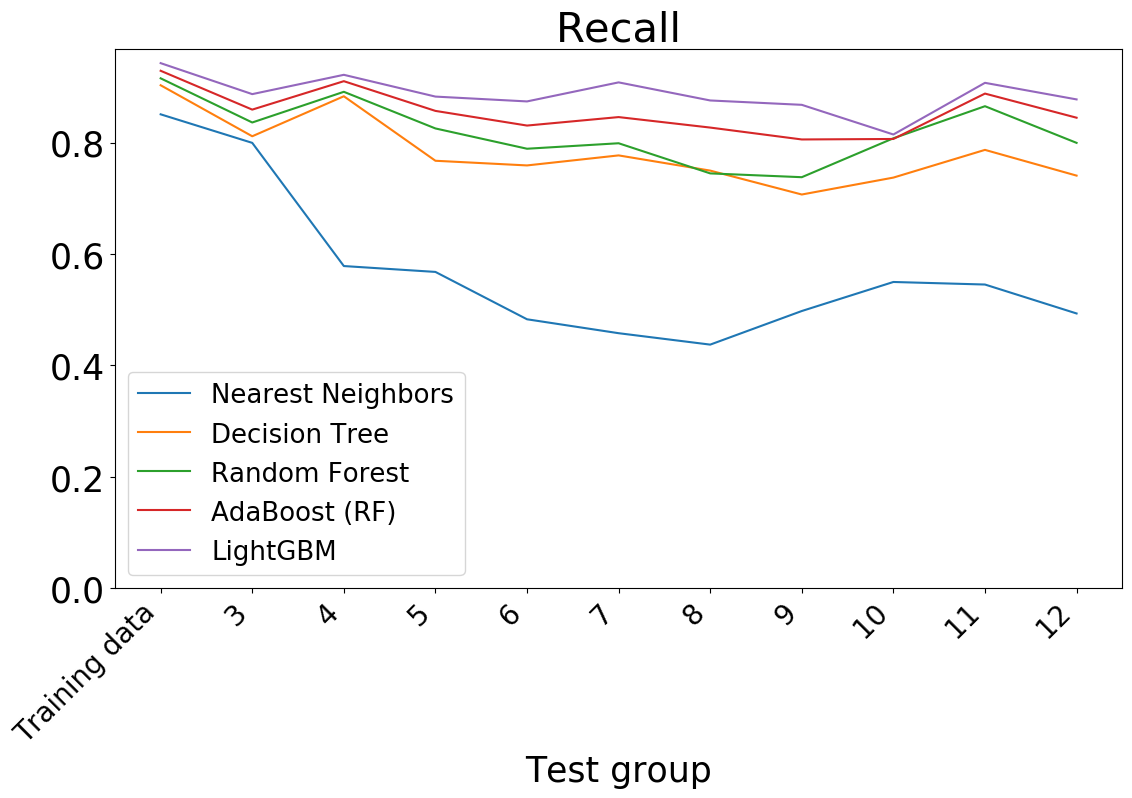 Recall
0.8
0.6
0.4
0.2
0.0
Nearest Neighbors
Decision Tree
Random Forest
AdaBoost (RF)
LightGBM
Training data
3
4
5
6
7
8
9
10
11
12
Test group